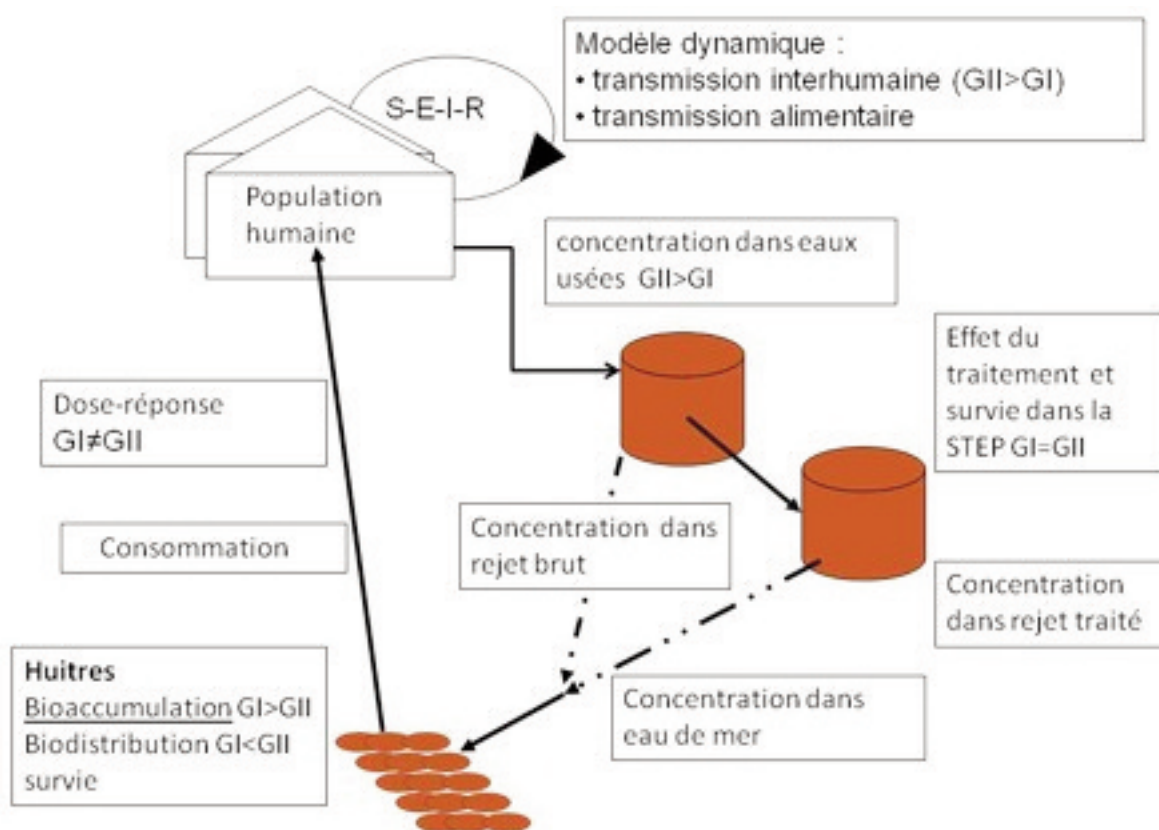 Modèle dynamique :
• transmission interhumaine (GII>GI)
• transmission alimentaire
S-E-I-R
Population
humaine
concentration dans eaux
usées GII>GI
Effet du
traitement et
survie dans la
STEP GI=GII
Dose-réponse
GI≠GII
Concentration dans
rejet brut
Consommation
Concentration
dans rejet traité
Huitres
Bioaccumulation GI>GII
Biodistribution GI<GII
survie
Concentration dans
eau de mer